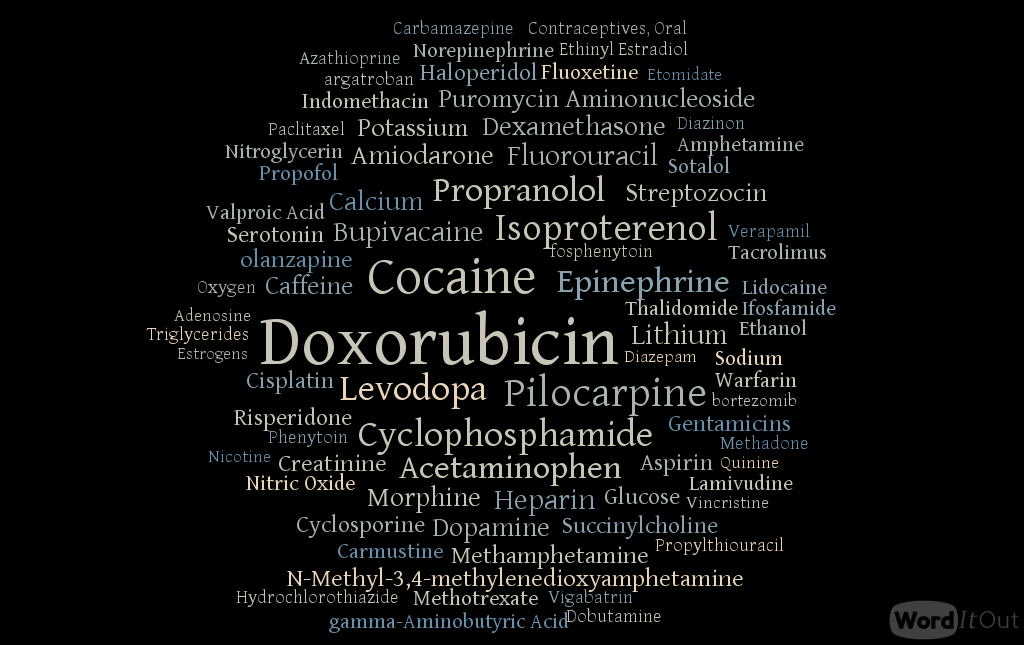 Carbamazepine Contraceptives, Oral
Azathioprine Norepinephrine Ethinyl Estradiol
argatroban Haloperidol Fluoxetine Etomidate
Indomethacin Puromycin Aminonucleoside
Paclitaxel Potassium Dexamethasone Diazinon
Nitroglycerin Amiodarone Fluorouracil Amphetamine
Propofol Sotalol
Calcium Propranolol Streptozocin
Valproic Acid
Serotonin Bupivacaine Isoproterenol Verapamil
olanzapine fosphenytoin Tacrolimus
Oxygen Caffeine Cocaine Epinephrine Lidocaine
Adenosine Thalidomide Ifosfamide
Triglycerides Lithium Ethanol
Estrogens Doxorubicin Diazepam Sodium
Cisplatin Levodopa Pilocarpine Warfarin
bortezomib
Risperidone Gentamicins
Phenytoin Cyclophosphamide Methadone
Nicotine Creatinine Acetaminophen Aspirin Quinine
Nitric Oxide Lamivudine
Morphine Heparin Glucose Vincristine
Cyclosporine Dopamine Succinylcholine
Carmustine Methamphetamine Propylthiouracil
N-Methyl-3,4-methylenedioxyamphetamine
Hydrochlorothiazide Methotrexate Vigabatrin
gamma-Aminobutyric Acid Dobutamine
WordItOut